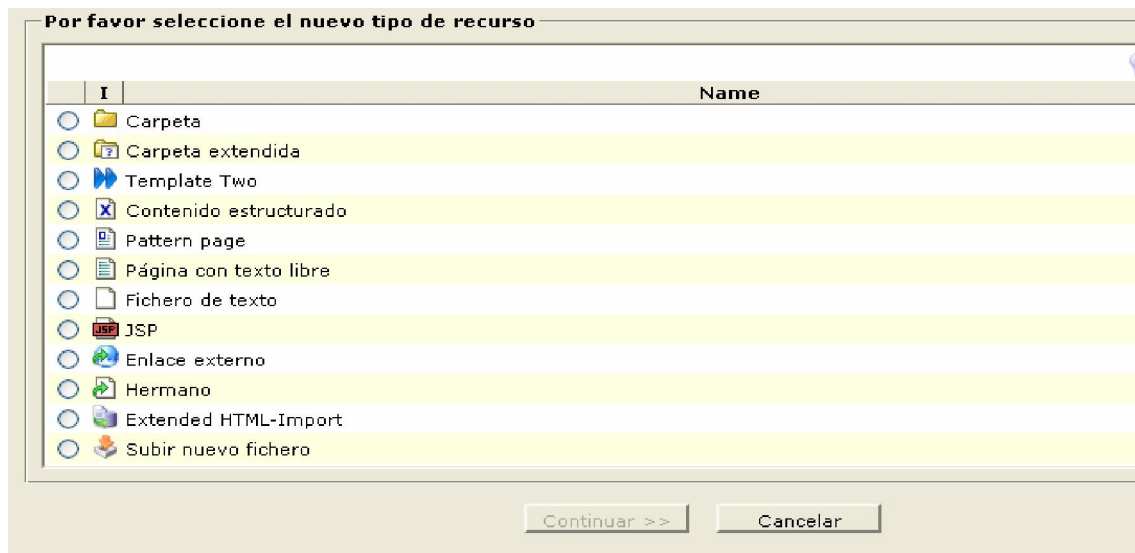 Por favor seleccione el nuevo tipo de recurso
I Name
Carpeta
Carpeta extendida
Template Two
Contenido estructurado
Pattern page
Página con texto libre
Fichero de texto
JSP JSP
Enlace externo
Hermano
Extended HTML-Import
Subir nuevo fichero
Continuar >> Cancelar